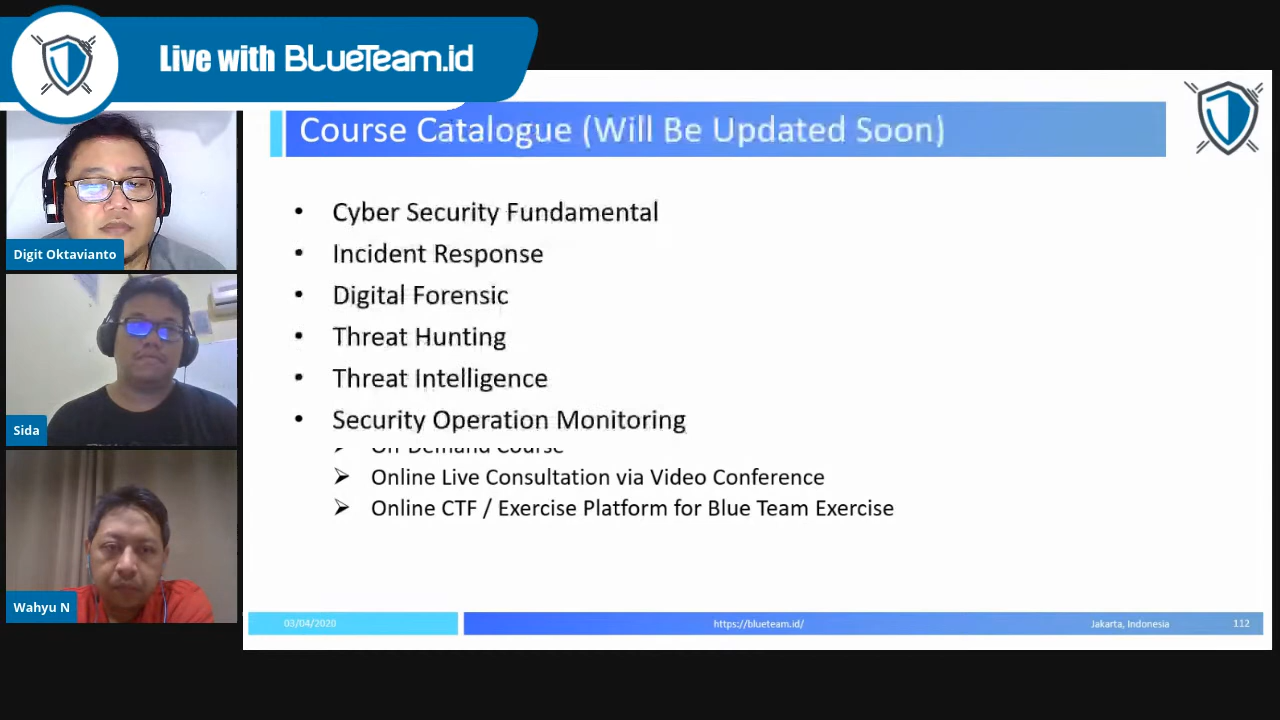 Live with BLUETeam.id
Course Catalogue (Will Be Updated Soon)
Digit Oktavianto
Sida
Wahyu N
• Cyber Security Fundamental
• Incident Response
• Digital Forensic
• Threat Hunting
• Threat Intelligence
• Security Operation Monitoring
➢ Course
➢ Online Live Consultation via Video Conference
➢ Online CTF / Exercise Platform for Blue Team Exercise
03/04/2020
https://blueteam.id/
Jakarta, Indonesia
112